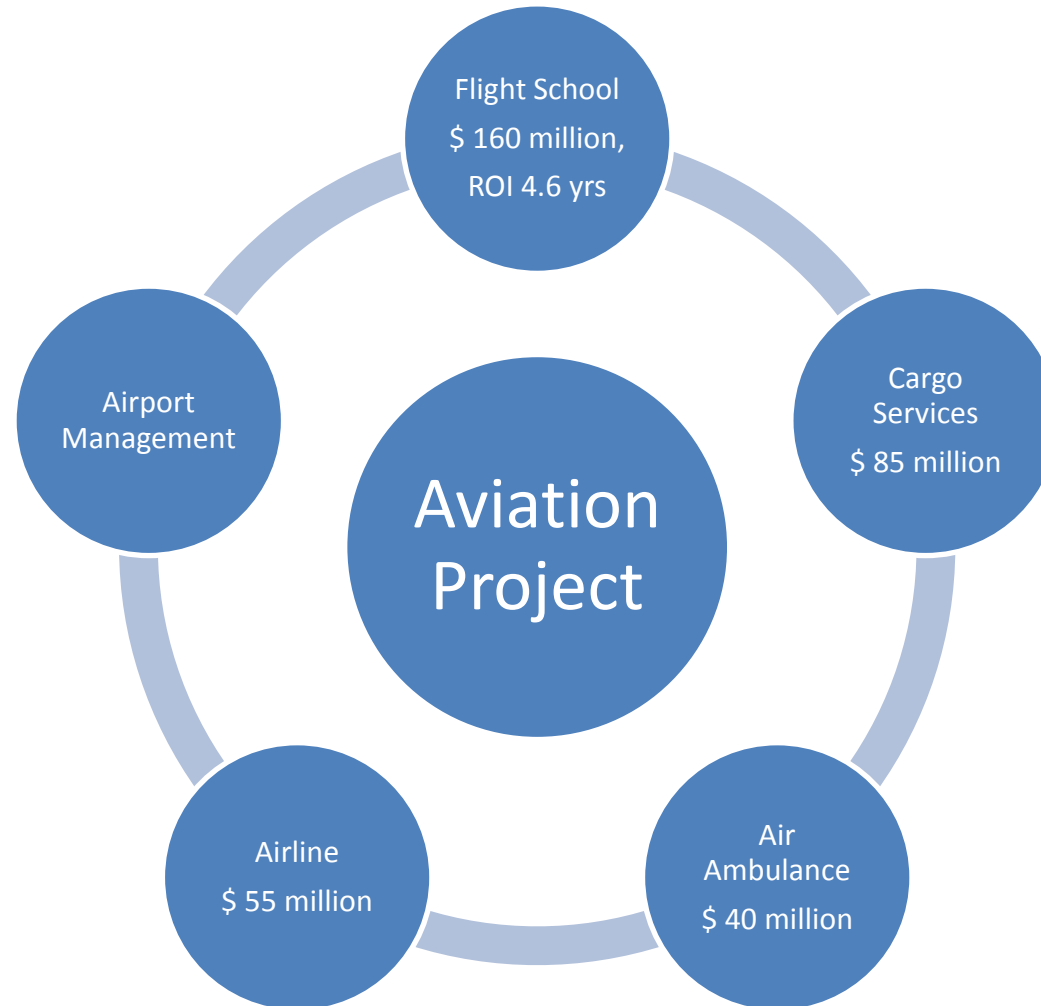 Flight School
$ 160 million,
ROI 4.6 yrs
Cargo
Services
$ 85 million
Air
Ambulance
$ 40 million
Airline
$ 55 million
Airport
Management
Aviation
Project